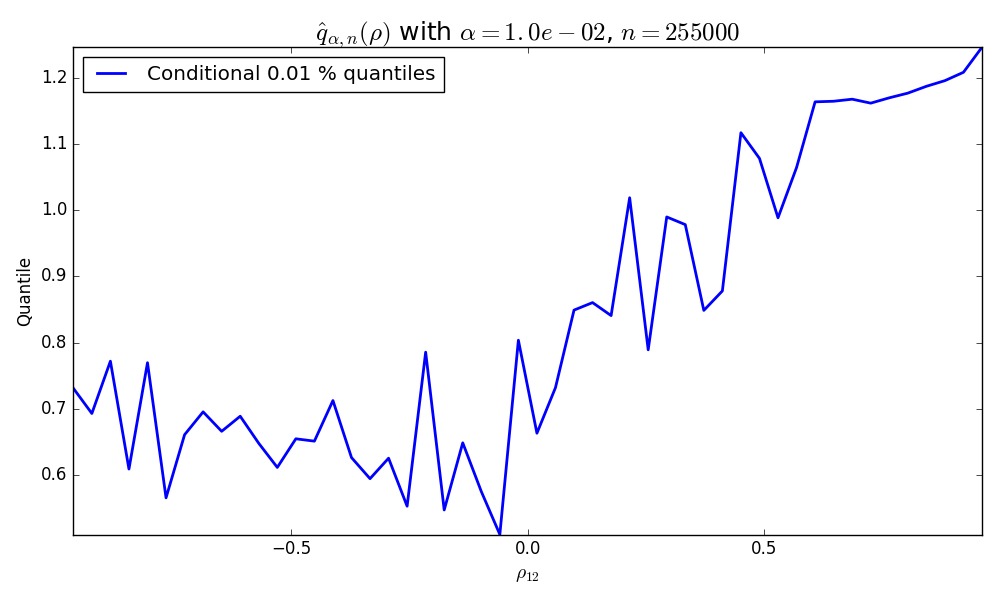 q̂_{α,n}(ρ) with α = 1.0e − 02, n = 255000
Conditional 0.01 % quantiles
1.2
1.1
1.0
0.9
0.8
0.7
0.6
Quantile
−0.5 0.0 0.5
ρ₁₂